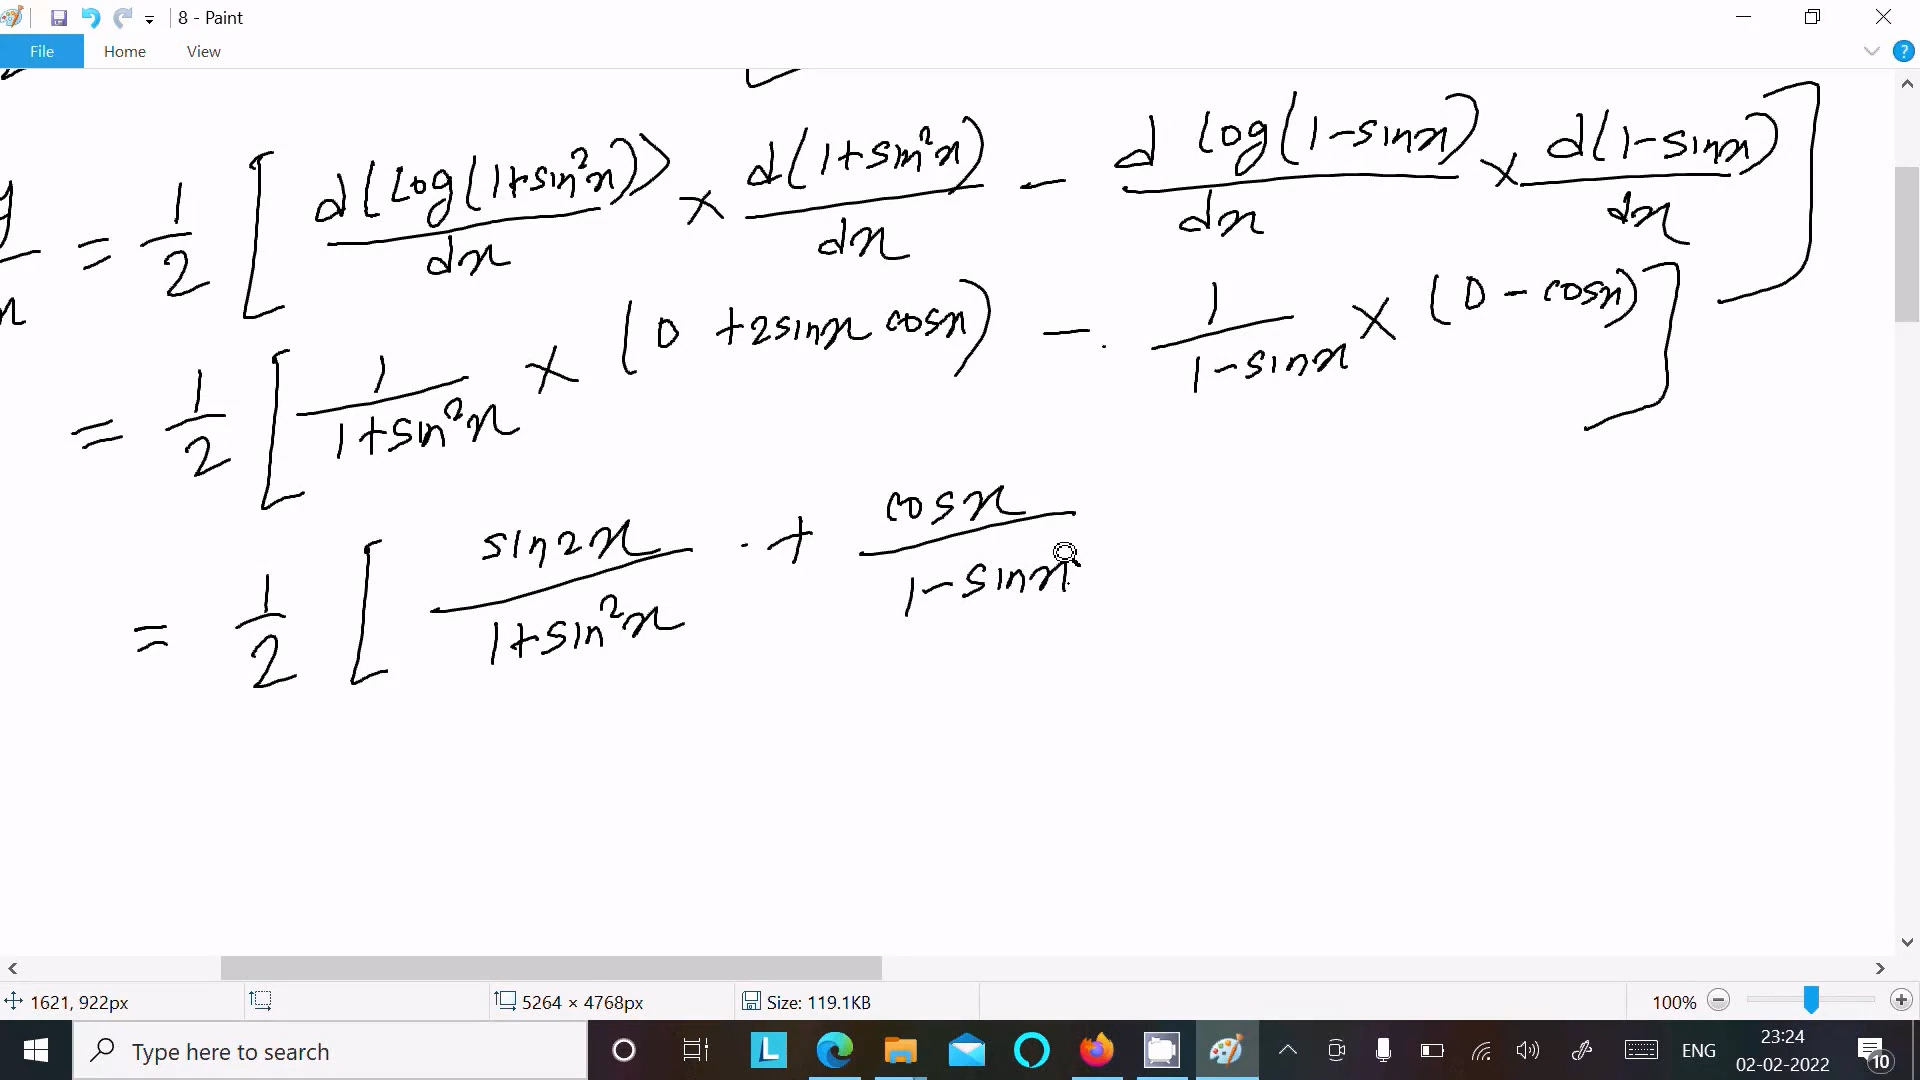 8 - Paint
File Home View
= 1/2 [ d(log(1+sin²x))/dx × d(1+sin²x)/dx - d log(1-sinx)/dx × d(1-sinx)/dx ]
= 1/2 [ 1/1+sin²x × (0 +2sinx cosx) - 1/1-sinx × (0 - cosx) ]
= 1/2 [ sin2x/1+sin²x + cosx/1-sinx
1621, 922px 5264 × 4768px Size: 119.1KB 100%
Type here to search ENG 23:24
02-02-2022 10